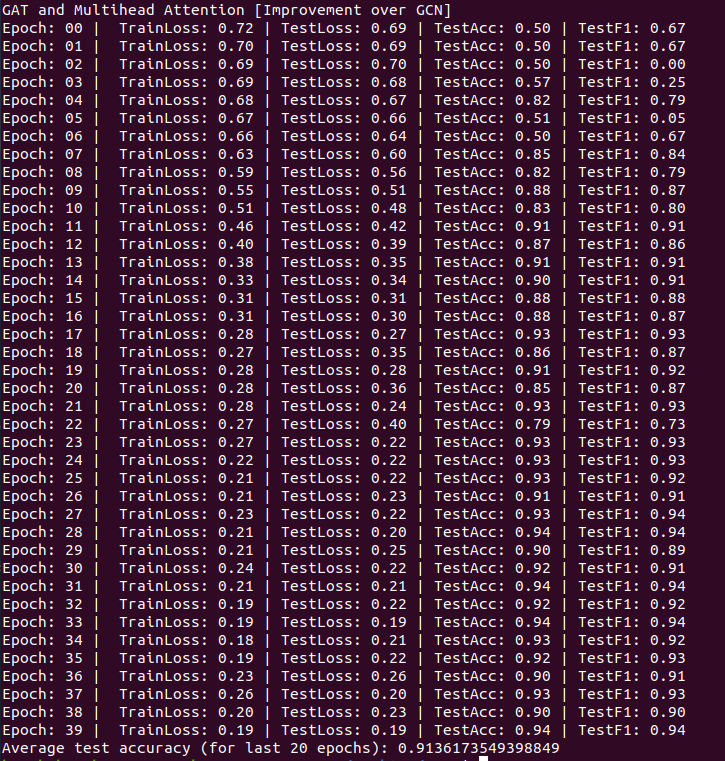 GAT and Multihead Attention [Improvement over GCN]
Epoch: 00 |  TrainLoss: 0.72 | TestLoss: 0.69 | TestAcc: 0.50 | TestF1: 0.67
Epoch: 01 |  TrainLoss: 0.70 | TestLoss: 0.69 | TestAcc: 0.50 | TestF1: 0.67
Epoch: 02 |  TrainLoss: 0.69 | TestLoss: 0.70 | TestAcc: 0.50 | TestF1: 0.00
Epoch: 03 |  TrainLoss: 0.69 | TestLoss: 0.68 | TestAcc: 0.57 | TestF1: 0.25
Epoch: 04 |  TrainLoss: 0.68 | TestLoss: 0.67 | TestAcc: 0.82 | TestF1: 0.79
Epoch: 05 |  TrainLoss: 0.67 | TestLoss: 0.66 | TestAcc: 0.51 | TestF1: 0.05
Epoch: 06 |  TrainLoss: 0.66 | TestLoss: 0.64 | TestAcc: 0.50 | TestF1: 0.67
Epoch: 07 |  TrainLoss: 0.63 | TestLoss: 0.60 | TestAcc: 0.85 | TestF1: 0.84
Epoch: 08 |  TrainLoss: 0.59 | TestLoss: 0.56 | TestAcc: 0.82 | TestF1: 0.79
Epoch: 09 |  TrainLoss: 0.55 | TestLoss: 0.51 | TestAcc: 0.88 | TestF1: 0.87
Epoch: 10 |  TrainLoss: 0.51 | TestLoss: 0.48 | TestAcc: 0.83 | TestF1: 0.80
Epoch: 11 |  TrainLoss: 0.46 | TestLoss: 0.42 | TestAcc: 0.91 | TestF1: 0.91
Epoch: 12 |  TrainLoss: 0.40 | TestLoss: 0.39 | TestAcc: 0.87 | TestF1: 0.86
Epoch: 13 |  TrainLoss: 0.38 | TestLoss: 0.35 | TestAcc: 0.91 | TestF1: 0.91
Epoch: 14 |  TrainLoss: 0.33 | TestLoss: 0.34 | TestAcc: 0.90 | TestF1: 0.91
Epoch: 15 |  TrainLoss: 0.31 | TestLoss: 0.31 | TestAcc: 0.88 | TestF1: 0.88
Epoch: 16 |  TrainLoss: 0.31 | TestLoss: 0.30 | TestAcc: 0.88 | TestF1: 0.87
Epoch: 17 |  TrainLoss: 0.28 | TestLoss: 0.27 | TestAcc: 0.93 | TestF1: 0.93
Epoch: 18 |  TrainLoss: 0.27 | TestLoss: 0.35 | TestAcc: 0.86 | TestF1: 0.87
Epoch: 19 |  TrainLoss: 0.28 | TestLoss: 0.28 | TestAcc: 0.91 | TestF1: 0.92
Epoch: 20 |  TrainLoss: 0.28 | TestLoss: 0.36 | TestAcc: 0.85 | TestF1: 0.87
Epoch: 21 |  TrainLoss: 0.28 | TestLoss: 0.24 | TestAcc: 0.93 | TestF1: 0.93
Epoch: 22 |  TrainLoss: 0.27 | TestLoss: 0.40 | TestAcc: 0.79 | TestF1: 0.73
Epoch: 23 |  TrainLoss: 0.27 | TestLoss: 0.22 | TestAcc: 0.93 | TestF1: 0.93
Epoch: 24 |  TrainLoss: 0.22 | TestLoss: 0.22 | TestAcc: 0.93 | TestF1: 0.93
Epoch: 25 |  TrainLoss: 0.21 | TestLoss: 0.22 | TestAcc: 0.93 | TestF1: 0.92
Epoch: 26 |  TrainLoss: 0.21 | TestLoss: 0.23 | TestAcc: 0.91 | TestF1: 0.91
Epoch: 27 |  TrainLoss: 0.23 | TestLoss: 0.22 | TestAcc: 0.93 | TestF1: 0.94
Epoch: 28 |  TrainLoss: 0.21 | TestLoss: 0.20 | TestAcc: 0.94 | TestF1: 0.94
Epoch: 29 |  TrainLoss: 0.21 | TestLoss: 0.25 | TestAcc: 0.90 | TestF1: 0.89
Epoch: 30 |  TrainLoss: 0.24 | TestLoss: 0.22 | TestAcc: 0.92 | TestF1: 0.91
Epoch: 31 |  TrainLoss: 0.21 | TestLoss: 0.21 | TestAcc: 0.94 | TestF1: 0.94
Epoch: 32 |  TrainLoss: 0.19 | TestLoss: 0.22 | TestAcc: 0.92 | TestF1: 0.92
Epoch: 33 |  TrainLoss: 0.19 | TestLoss: 0.19 | TestAcc: 0.94 | TestF1: 0.94
Epoch: 34 |  TrainLoss: 0.18 | TestLoss: 0.21 | TestAcc: 0.93 | TestF1: 0.92
Epoch: 35 |  TrainLoss: 0.19 | TestLoss: 0.22 | TestAcc: 0.92 | TestF1: 0.93
Epoch: 36 |  TrainLoss: 0.23 | TestLoss: 0.26 | TestAcc: 0.90 | TestF1: 0.91
Epoch: 37 |  TrainLoss: 0.26 | TestLoss: 0.20 | TestAcc: 0.93 | TestF1: 0.93
Epoch: 38 |  TrainLoss: 0.20 | TestLoss: 0.23 | TestAcc: 0.90 | TestF1: 0.90
Epoch: 39 |  TrainLoss: 0.19 | TestLoss: 0.19 | TestAcc: 0.94 | TestF1: 0.94
Average test accuracy (for last 20 epochs): 0.9136173549398849